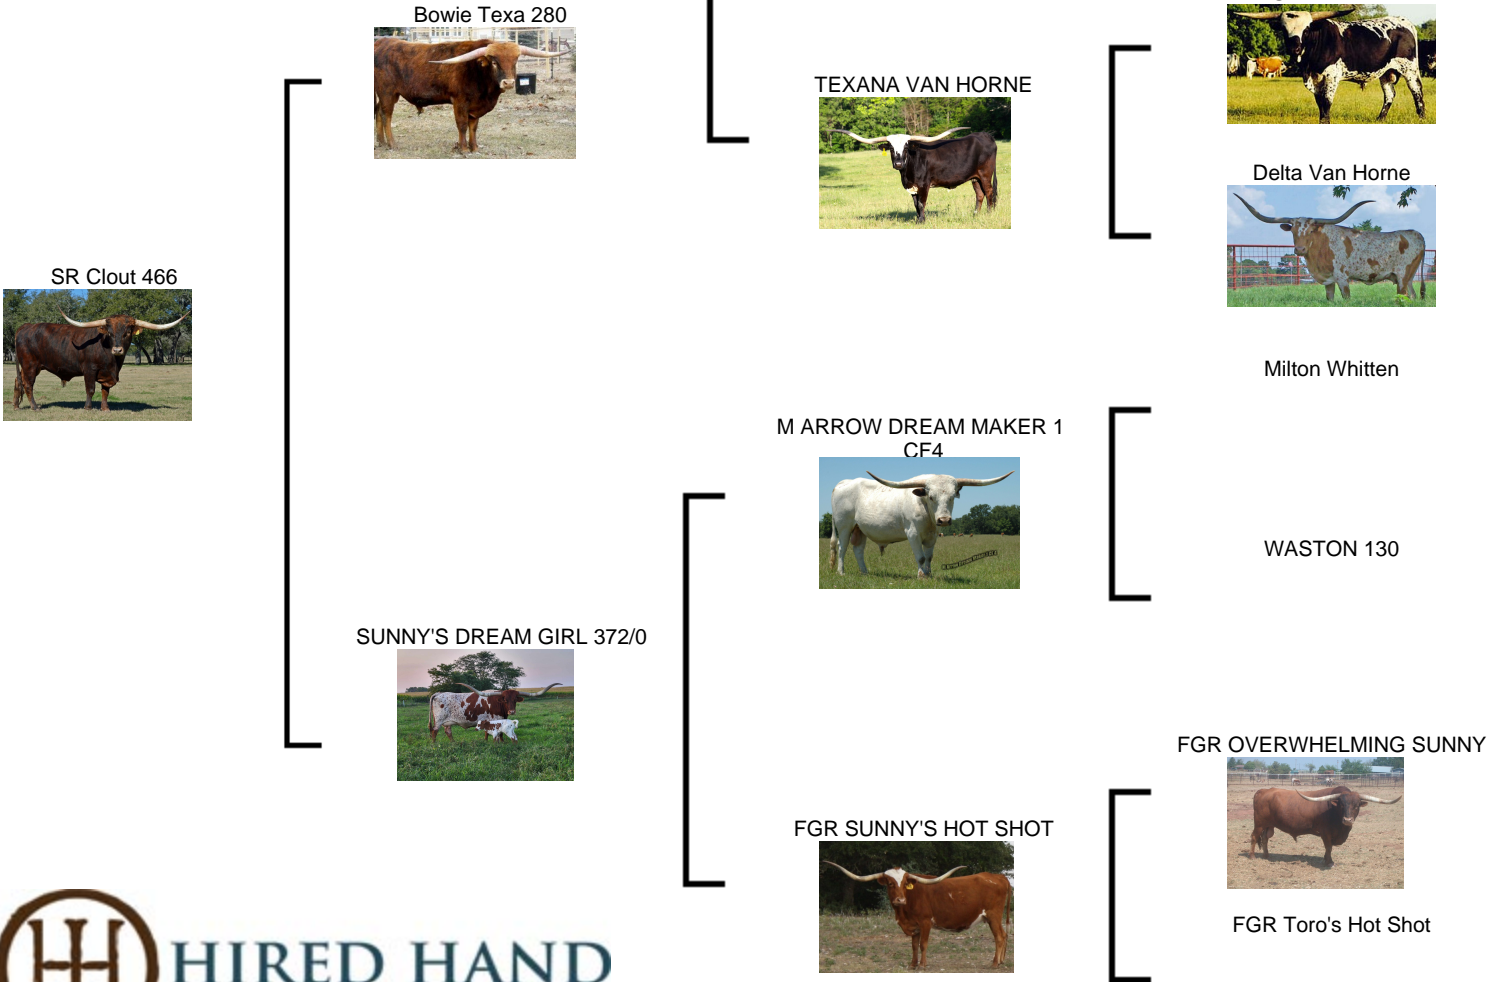 Bowie Texa 280
TEXANA VAN HORNE
Delta Van Horne
SR Clout 466
Milton Whitten
M ARROW DREAM MAKER 1
CF4
WASTON 130
SUNNY'S DREAM GIRL 372/0
FGR OVERWHELMING SUNNY
FGR SUNNY'S HOT SHOT
FGR Toro's Hot Shot
HIRED HAND